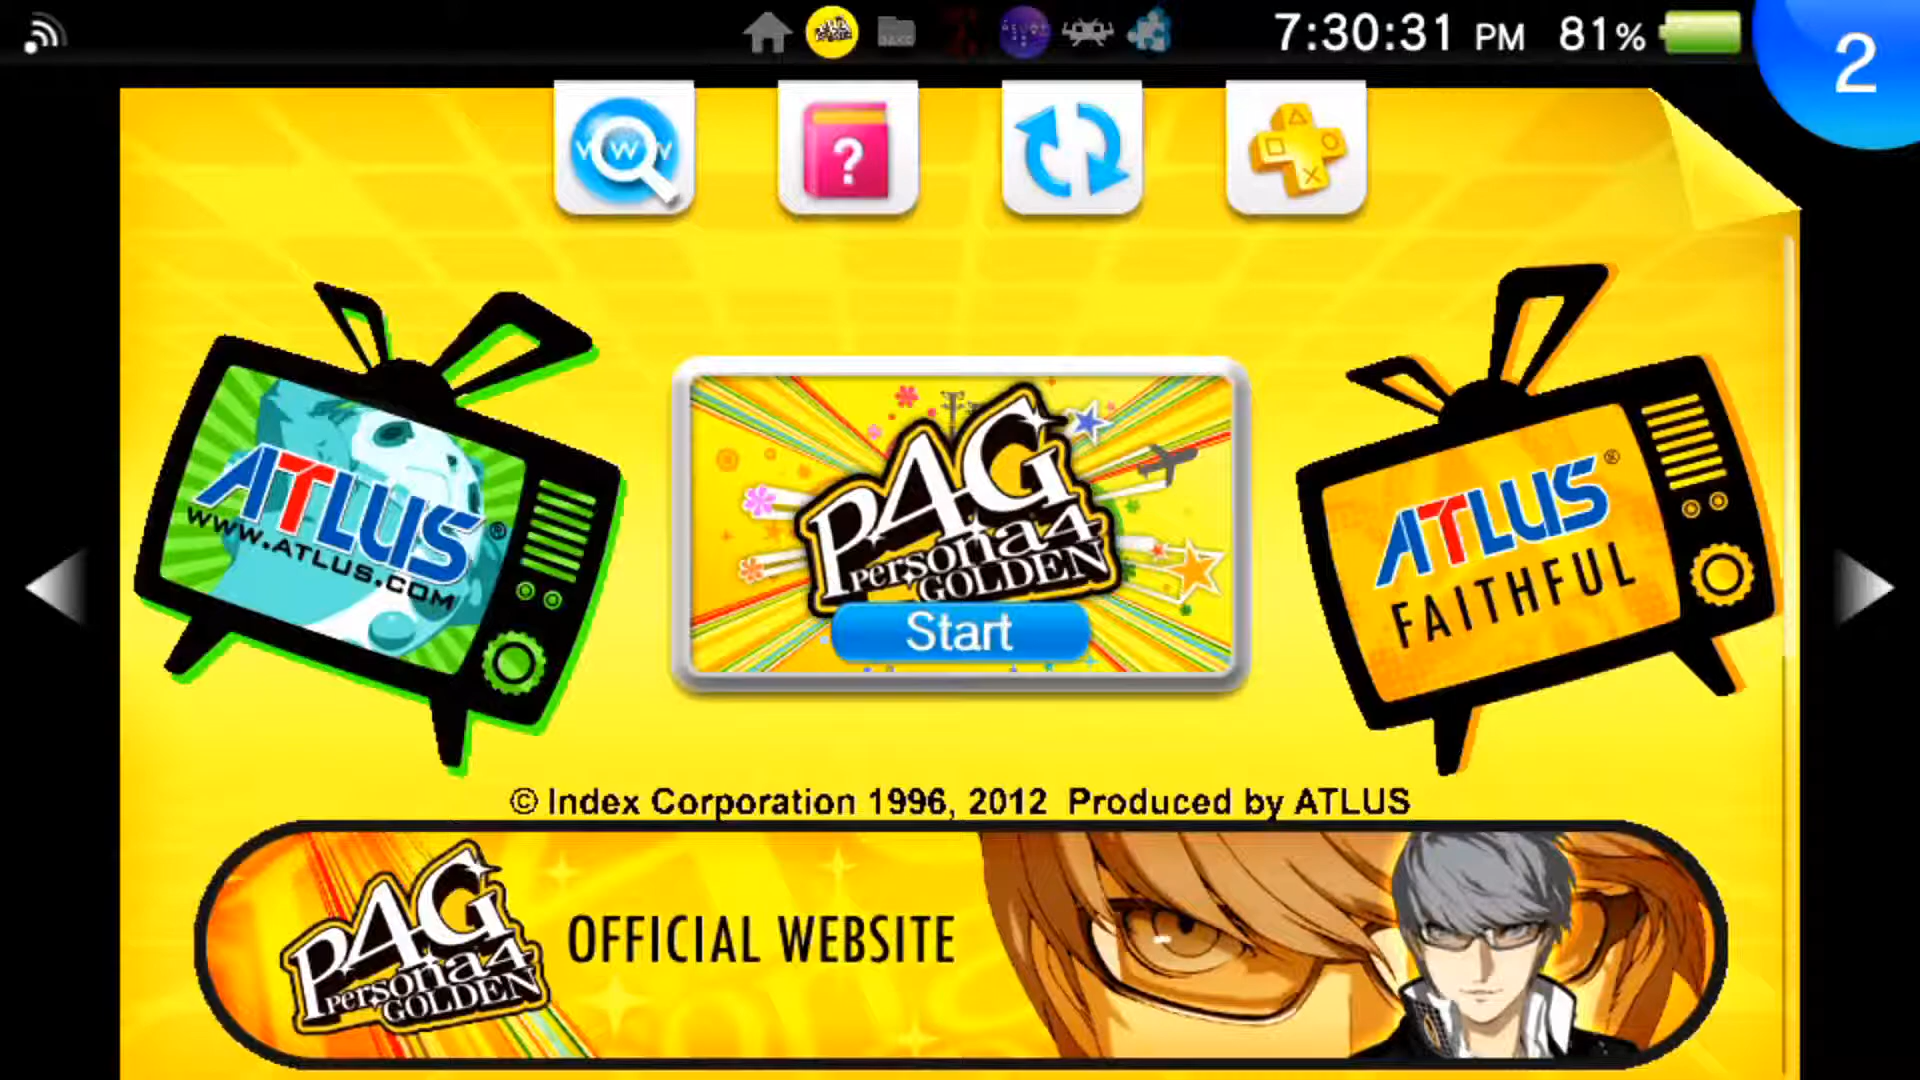 7:30:31 PM 81%
2
WWW
?
ATLUS®
WWW.ATLUS.COM
P4G
Persona4
GOLDEN
Start
ATLUS®
FAITHFUL
© Index Corporation 1996, 2012 Produced by ATLUS
P4G
Persona4
GOLDEN
OFFICIAL WEBSITE